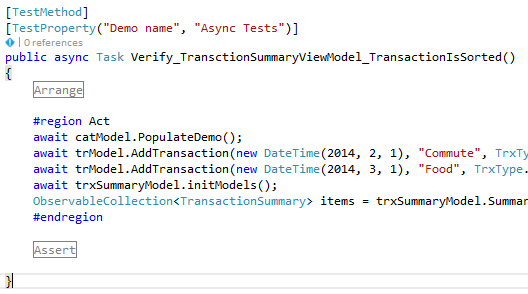 [TestMethod]
[TestProperty("Demo name", "Async Tests")]
0 references
public async Task Verify_TransctionSummaryViewModel_TransactionIsSorted()
{
Arrange
#region Act
await catModel.PopulateDemo();
await trModel.AddTransaction(new DateTime(2014, 2, 1), "Commute", TrxTy
await trModel.AddTransaction(new DateTime(2014, 3, 1), "Food", TrxType.
await trxSummaryModel.initModels();
ObservableCollection<TransactionSummary> items = trxSummaryModel.Summar
#endregion
Assert
}